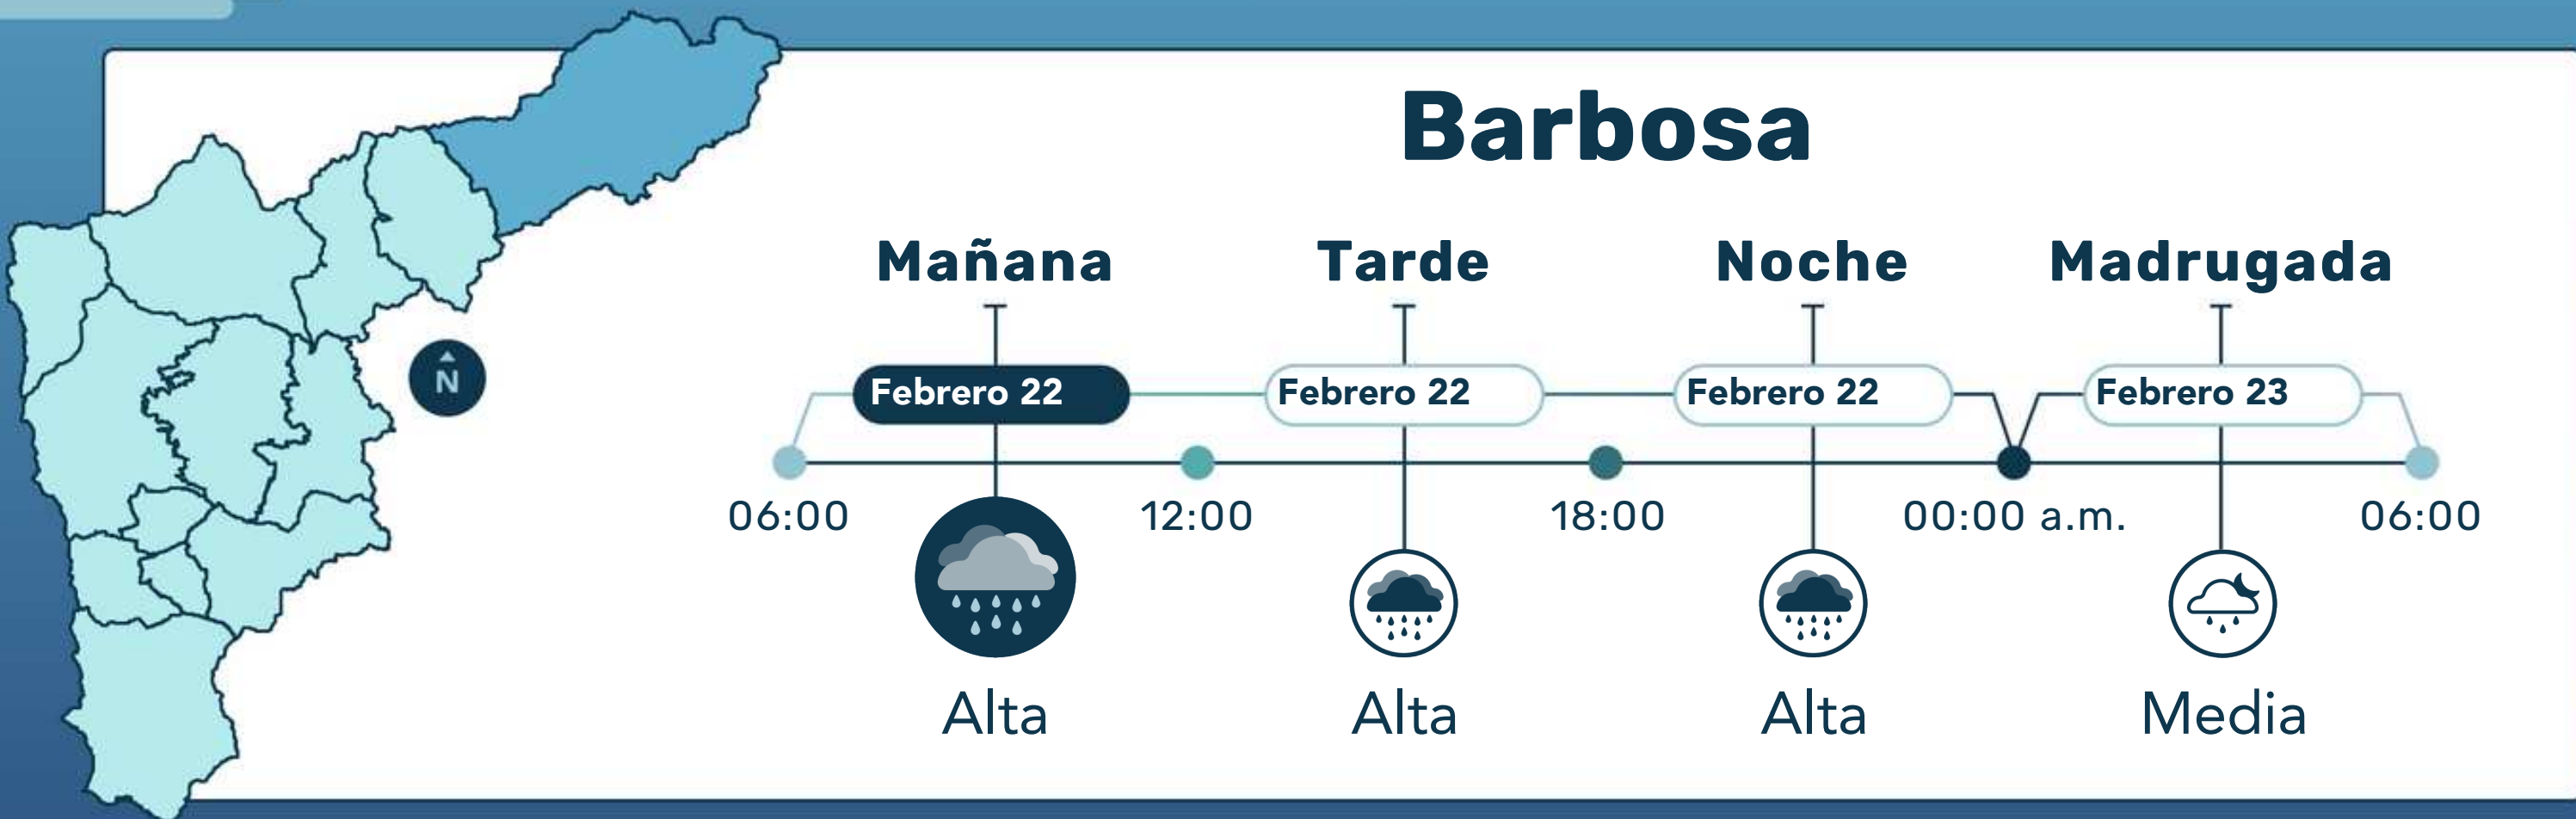 Barbosa
Mañana Tarde Noche Madrugada
Febrero 22 Febrero 22 Febrero 22 Febrero 23
N
06:00 12:00 18:00 00:00 a.m. 06:00
Alta Alta Alta Media